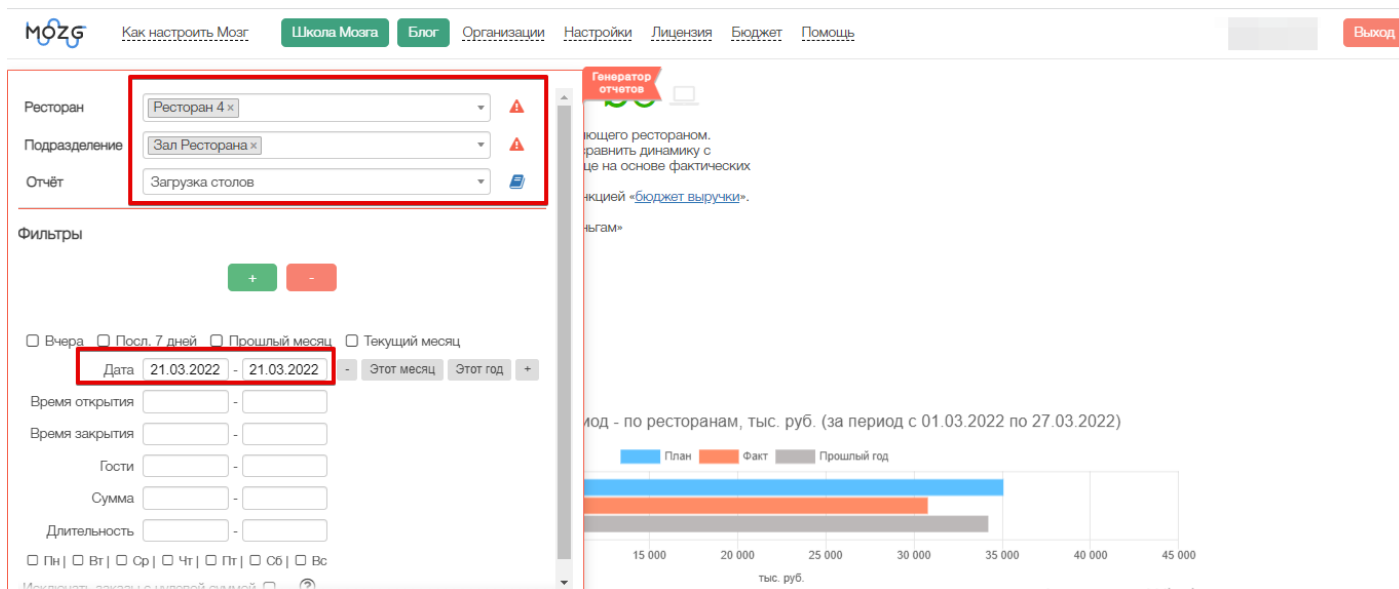 MOZG Как настроить Мозг Школа Мозга Блог Организации Настройки Лицензия Бюджет Помощь Выход
Генератор отчетов
Ресторан Ресторан 4 ×
Подразделение Зал Ресторана ×
Отчёт Загрузка столов
Фильтры
+ -
Вчера Посл. 7 дней Прошлый месяц Текущий месяц
Дата 21.03.2022 - 21.03.2022 - Этот месяц Этот год +
Время открытия -
Время закрытия -
Гости -
Сумма -
Длительность -
Пн | Вт | Ср | Чт | Пт | Сб | Вс
Исключать заказы с нулевой суммой ?
ющего рестораном.
равнить динамику с
це на основе фактических
нкцией «бюджет выручки».
ньгам»
иод - по ресторанам, тыс. руб. (за период с 01.03.2022 по 27.03.2022)
План Факт Прошлый год
15 000 20 000 25 000 30 000 35 000 40 000 45 000
тыс. руб.